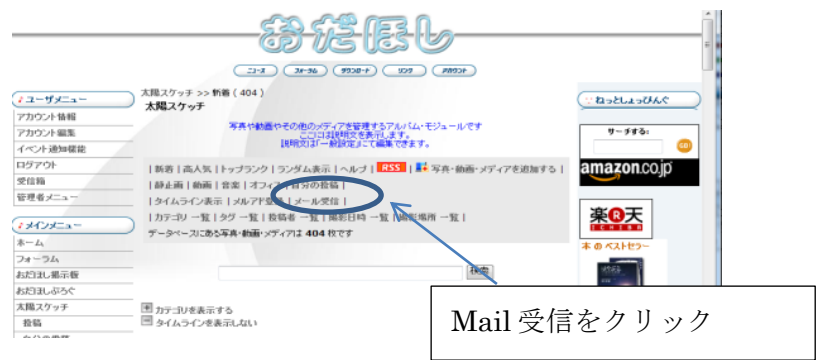 おだほし
ニュース フォーラム ダウンロード リンク アカウント
ユーザメニュー
アカウント情報
アカウント編集
イベント通知機能
ログアウト
受信箱
管理者メニュー
メインメニュー
ホーム
フォーラム
おだほし掲示板
おだほしぶろぐ
太陽スケッチ
投稿
太陽スケッチ >> 新着 ( 404 )
太陽スケッチ
写真や動画やその他のメディアを管理するアルバム・モジュールです
ここには説明文を表示します。
説明文は「一般設定」にて編集できます。
| 新着 | 高人気 | トップランク | ランダム表示 | ヘルプ | RSS | 写真・動画・メディアを追加する |
| 静止画 | 動画 | 音楽 | オフィス | 自分の投稿 |
| タイムライン表示 | メルアド登録 | メール受信 |
| カテゴリ 一覧 | タグ 一覧 | 投稿者 一覧 | 撮影日時 一覧 | 撮影場所 一覧 |
データベースにある写真・動画・メディアは 404 枚です
検索
カテゴリを表示する
タイムラインを表示しない
ねっとしょっぴんぐ
サーチする:
GO!
amazon.co.jp
楽天
ICHIBA
本 の ベストセラー
Mail 受信をクリック